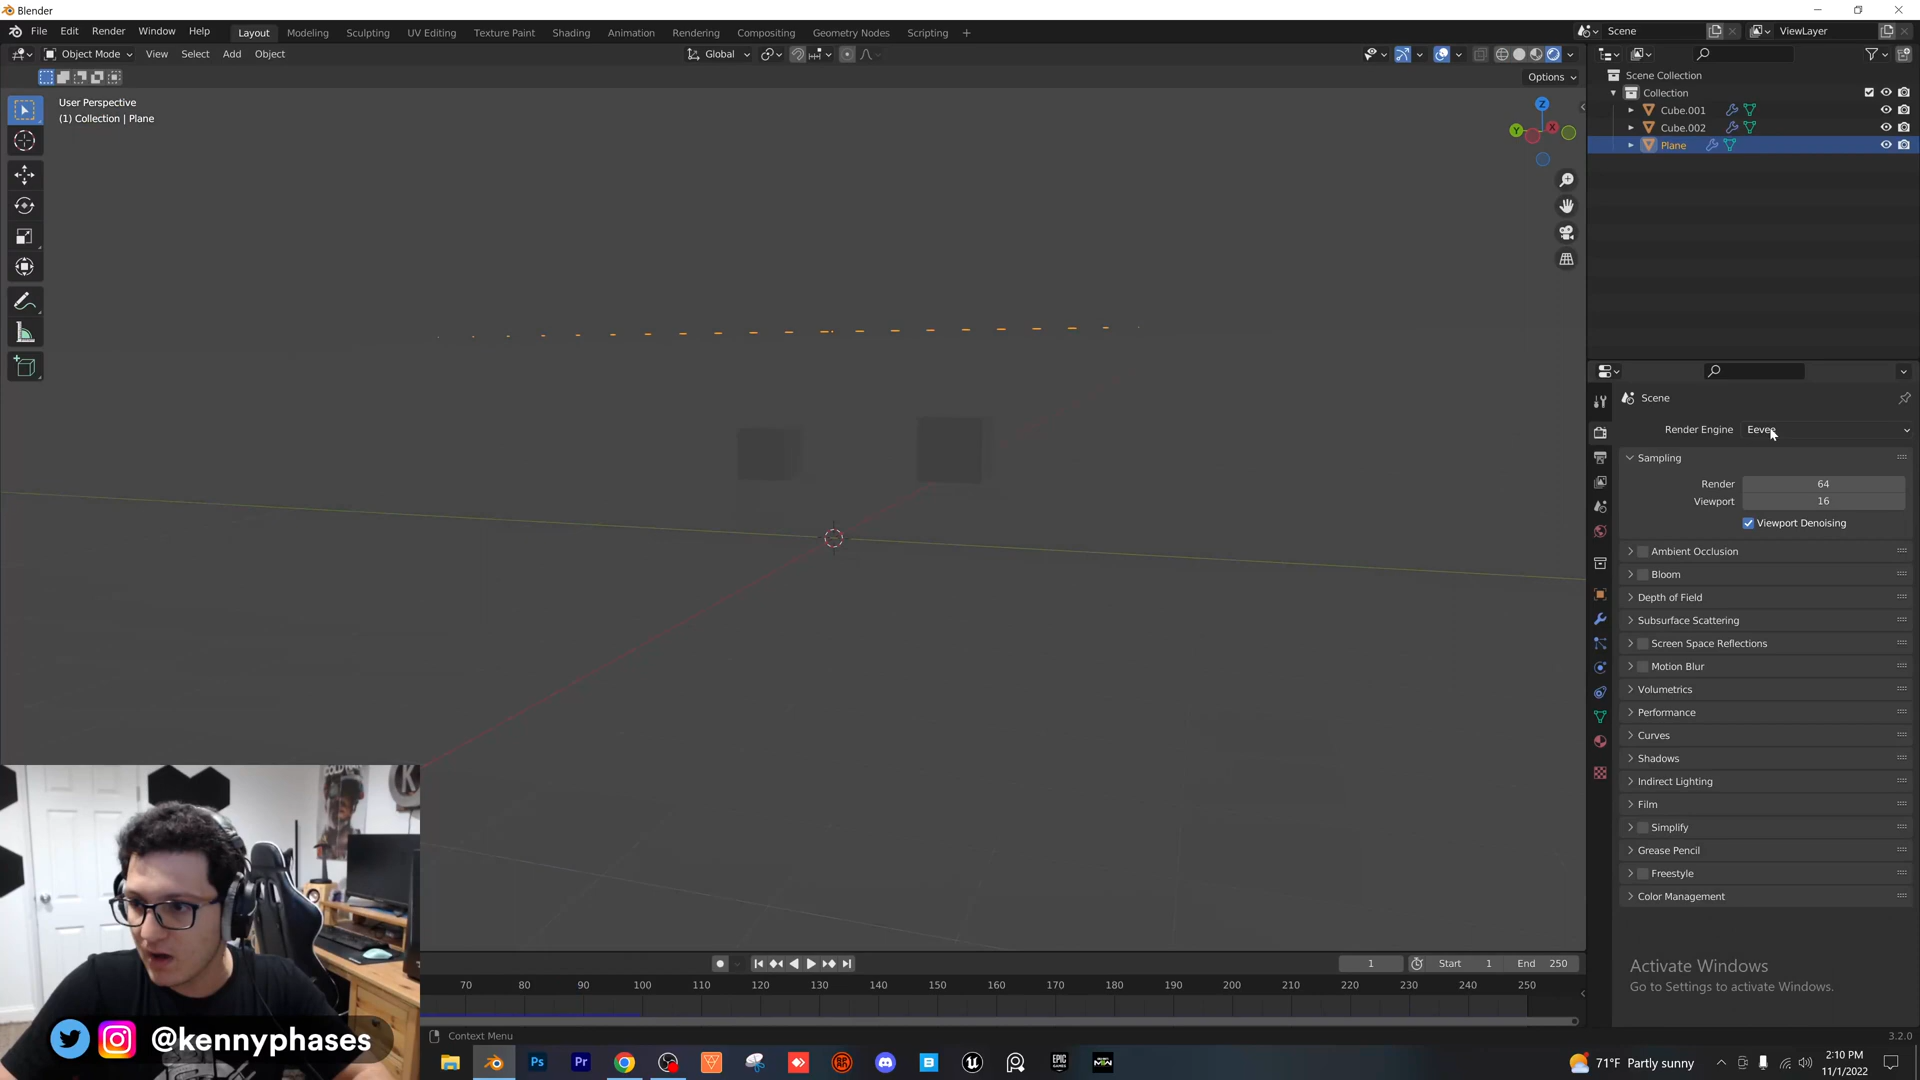 Blender
File Edit Render Window Help Layout Modeling Sculpting UV Editing Texture Paint Shading Animation Rendering Compositing Geometry Nodes Scripting + Scene ViewLayer
Object Mode View Select Add Object Global
Options
User Perspective
(1) Collection | Plane
Z
Y
X
Scene Collection
Collection
Cube.001
Cube.002
Plane
Scene
Render Engine Eevee
Sampling
Render 64
Viewport 16
Viewport Denoising
Ambient Occlusion
Bloom
Depth of Field
Subsurface Scattering
Screen Space Reflections
Motion Blur
Volumetrics
Performance
Curves
Shadows
Indirect Lighting
Film
Simplify
Grease Pencil
Freestyle
Color Management
Activate Windows
Go to Settings to activate Windows.
1 Start 1 End 250
70 80 90 100 110 120 130 140 150 160 170 180 190 200 210 220 230 240 250
Context Menu
3.2.0
@kennyphases
71°F Partly sunny
2:10 PM
11/1/2022